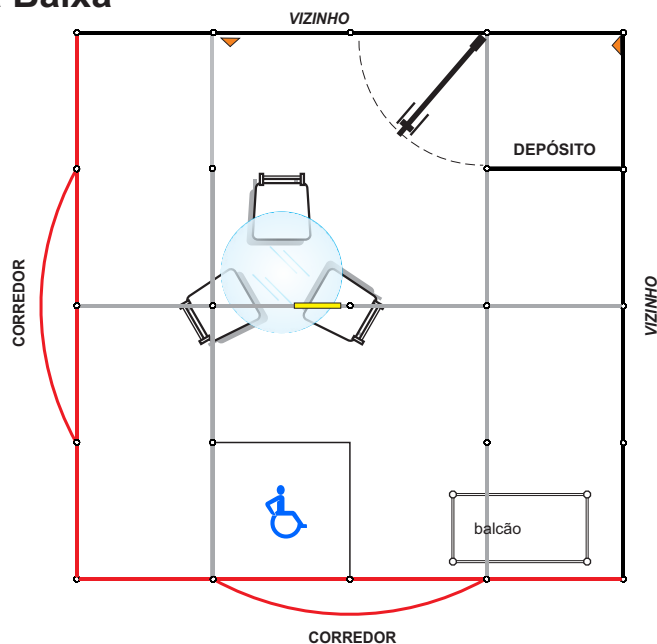 Baixa
VIZINHO
DEPÓSITO
CORREDOR
VIZINHO
balcão
CORREDOR